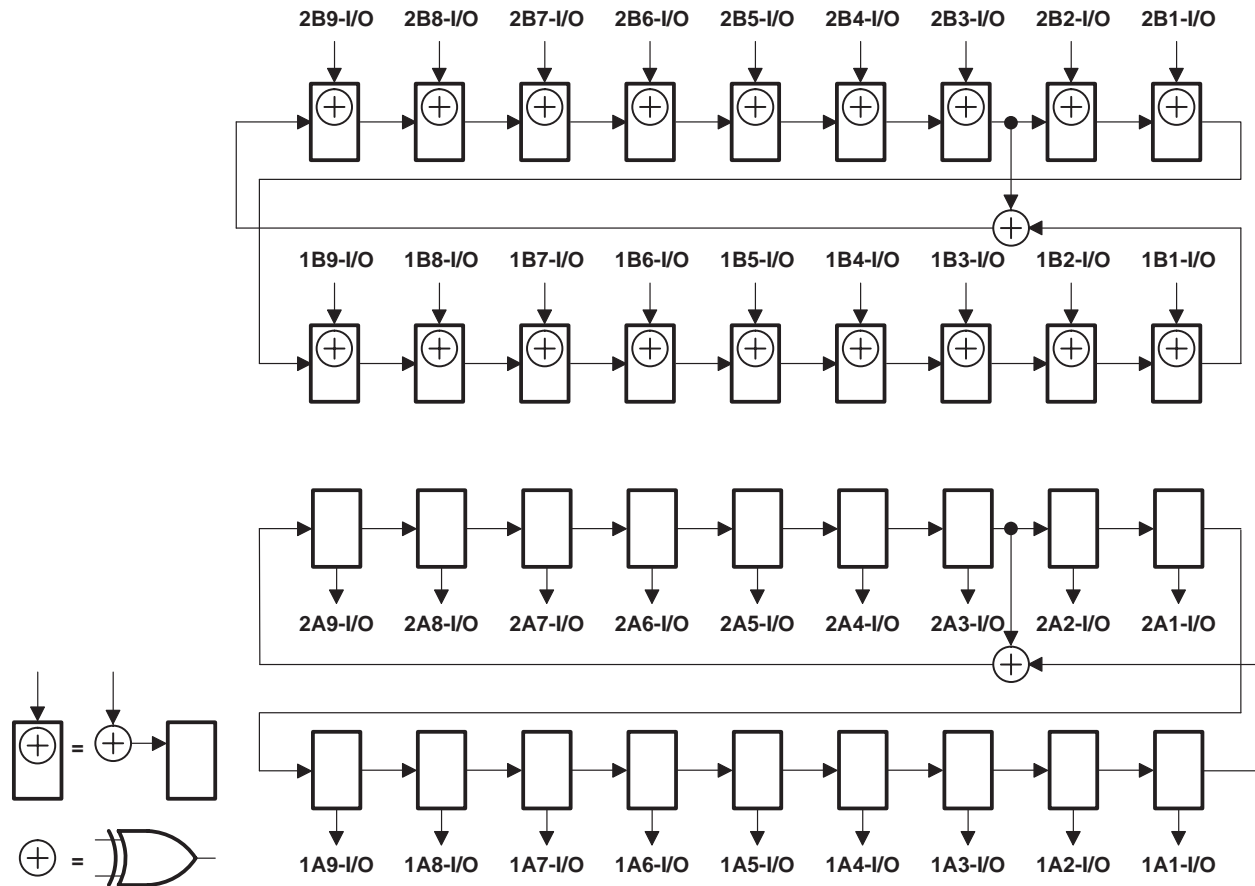 2B9-I/O 2B8-I/O 2B7-I/O 2B6-I/O 2B5-I/O 2B4-I/O 2B3-I/O 2B2-I/O 2B1-I/O
1B9-I/O 1B8-I/O 1B7-I/O 1B6-I/O 1B5-I/O 1B4-I/O 1B3-I/O 1B2-I/O 1B1-I/O
2A9-I/O 2A8-I/O 2A7-I/O 2A6-I/O 2A5-I/O 2A4-I/O 2A3-I/O 2A2-I/O 2A1-I/O
=
=
1A9-I/O 1A8-I/O 1A7-I/O 1A6-I/O 1A5-I/O 1A4-I/O 1A3-I/O 1A2-I/O 1A1-I/O